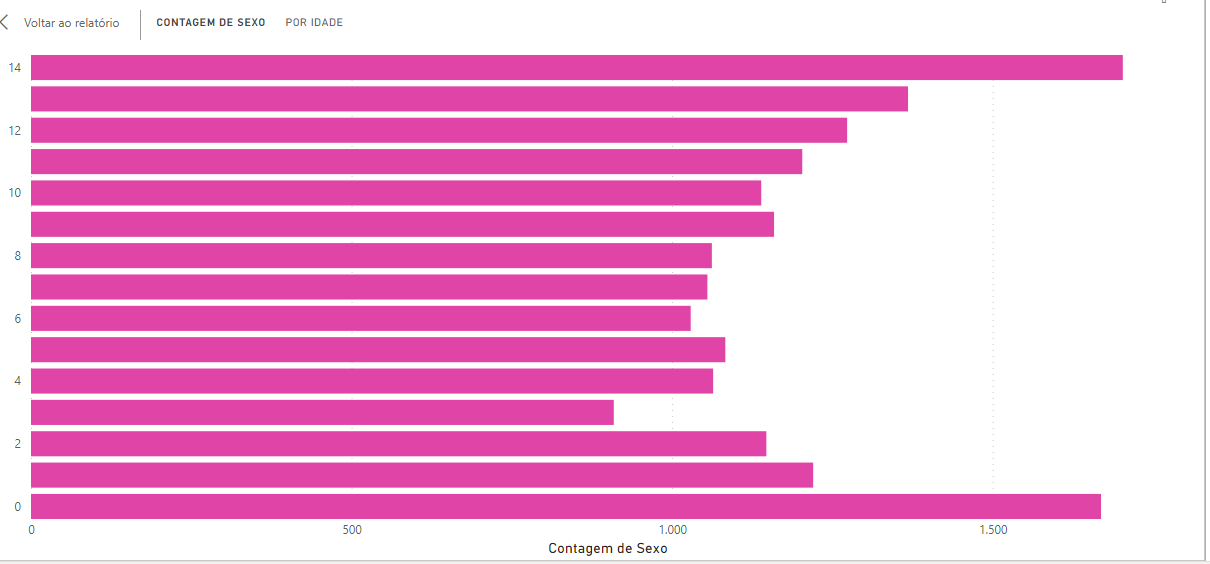 Voltar ao relatório
CONTAGEM DE SEXO
POR IDADE
14
12
10
8
6
4
2
0
0 500 1.000 1.500
Contagem de Sexo